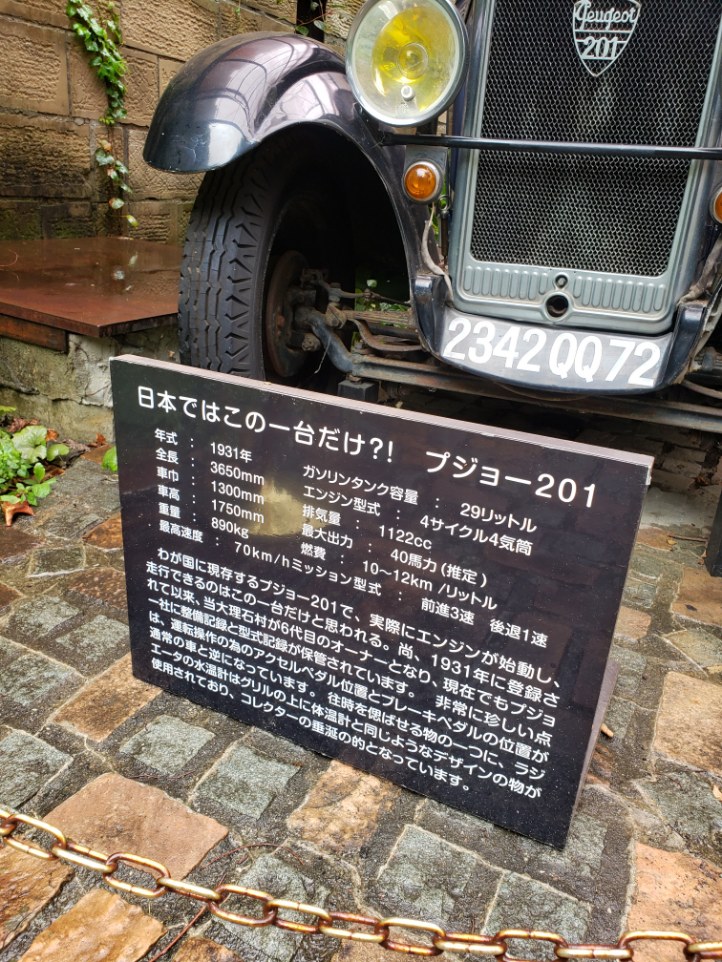 Peugeot
201
2342QQ72
日本ではこの一台だけ?! プジョー201
年式 : 1931年
全長 : 3650mm ガソリンタンク容量 : 29リットル
車巾 : 1300mm エンジン型式 : 4サイクル4気筒
車高 : 1750mm 排気量 : 1122cc
重量 : 890kg 最大出力 : 40馬力(推定)
最高速度 : 70km/h 燃費 : 10~12km/リットル
ミッション型式 : 前進3速 後退1速
わが国に現存するプジョー201で、実際にエンジンが始動し、
走行できるのはこの一台だけと思われる。尚、1931年に登録さ
れて以来、当大理石村が6代目のオーナーとなり、現在でもプジョ
一社に整備記録と型式記録が保管されています。 非常に珍しい点
は、運転操作の為のアクセルペダル位置とブレーキペダルの位置が
通常の車と逆になっています。 往時を偲ばせる物の一つに、ラジ
エータの水温計はグリルの上に体温計と同じようなデザインの物が
使用されており、コレクターの垂涎の的となっています。